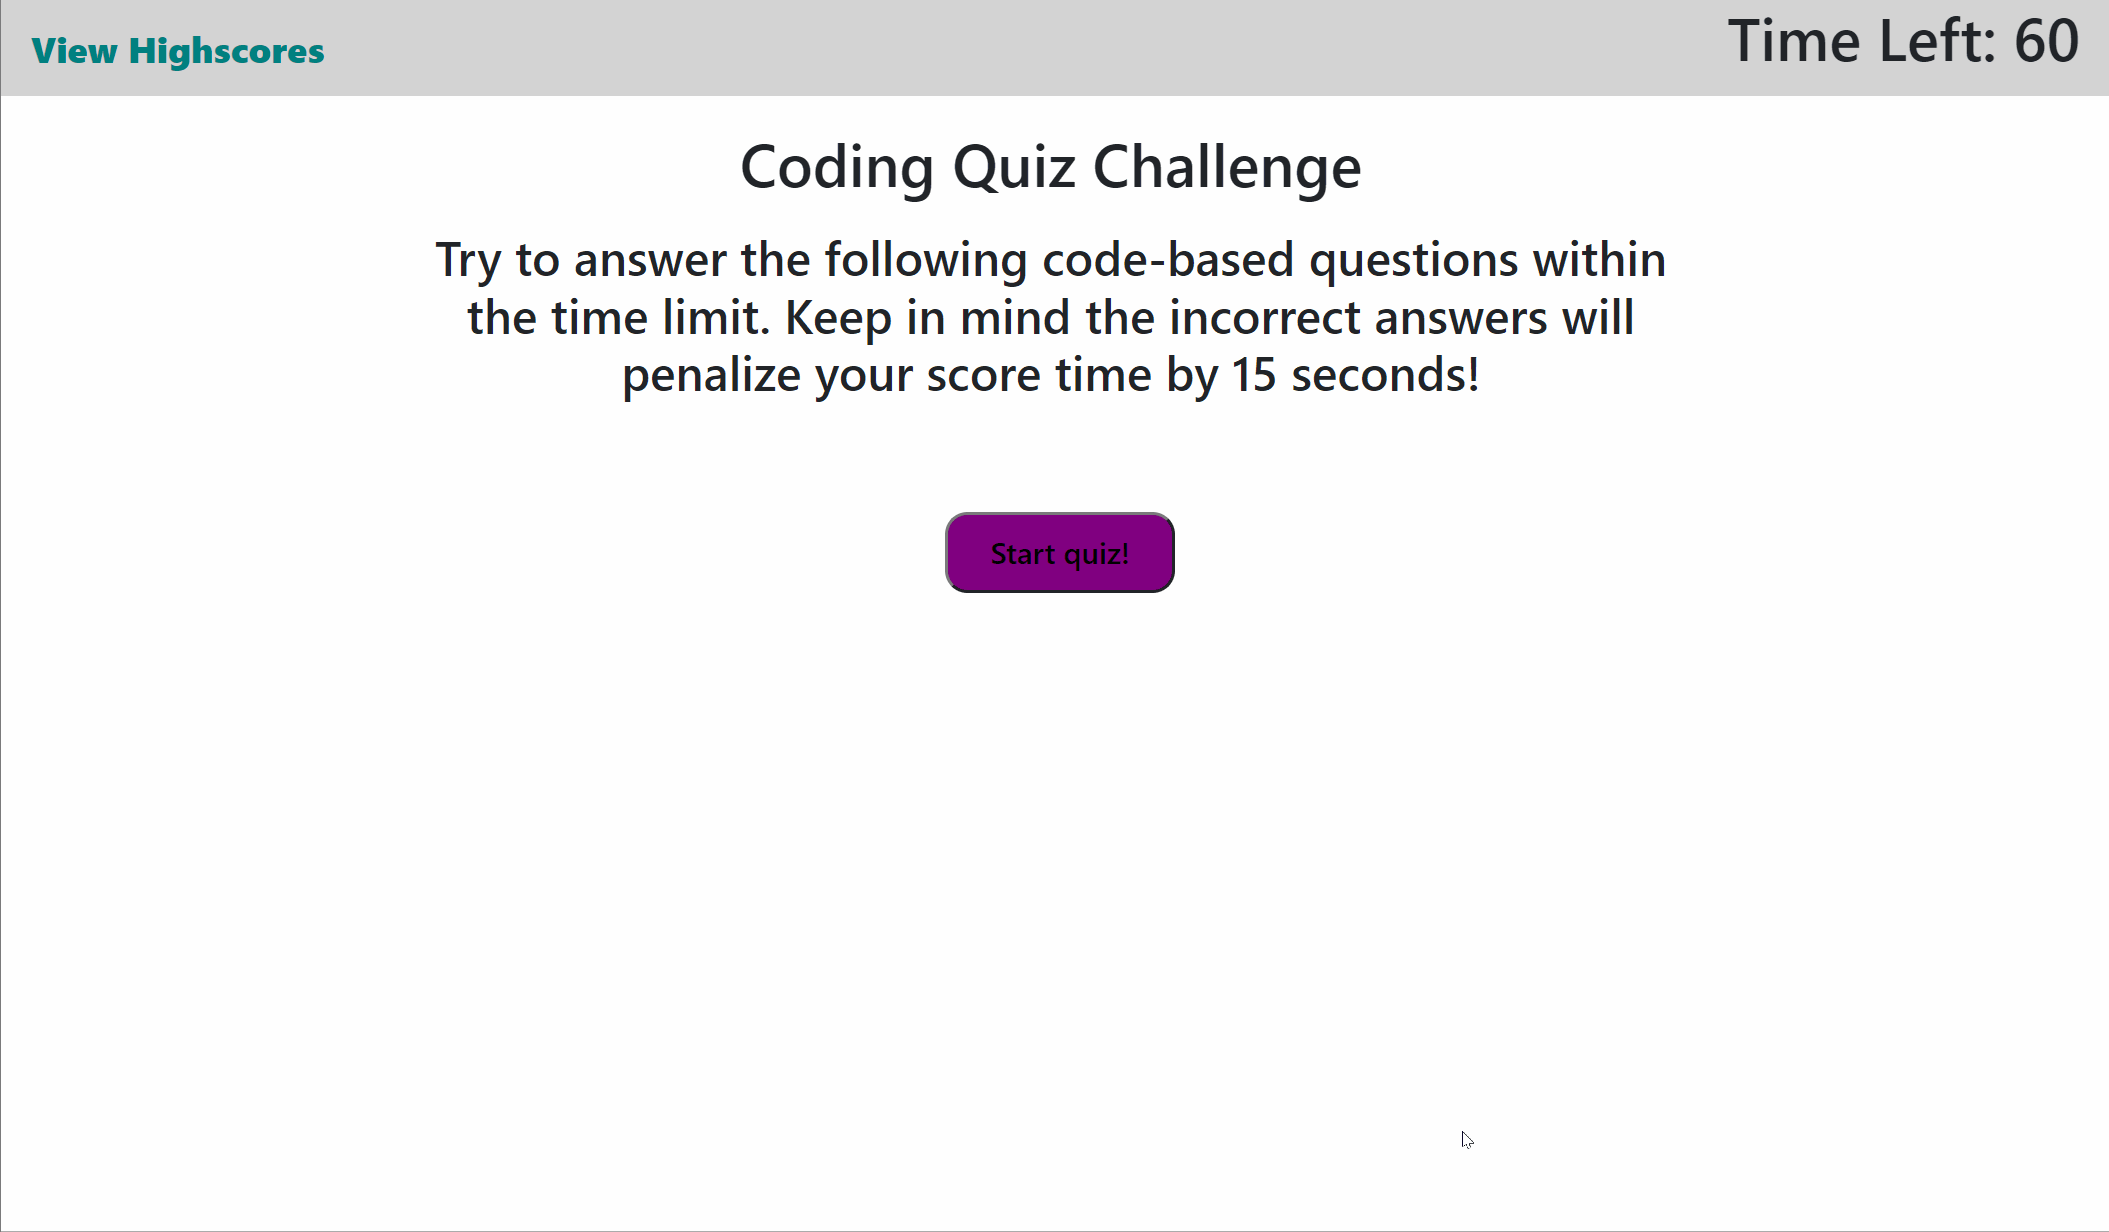 View Highscores
Time Left: 60
Coding Quiz Challenge
Try to answer the following code-based questions within
the time limit. Keep in mind the incorrect answers will
penalize your score time by 15 seconds!
Start quiz!